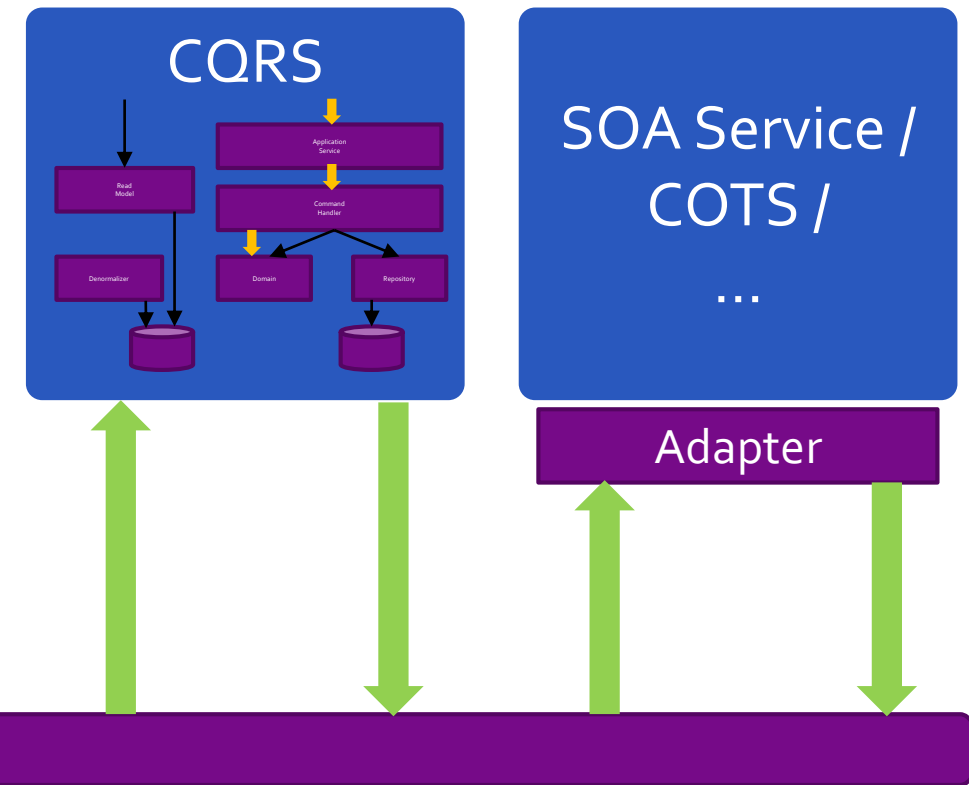 CQRS
Application
Service
Read
Model
Command
Handler
Denormalizer
Domain
Repository
SOA Service /
COTS /
...
Adapter